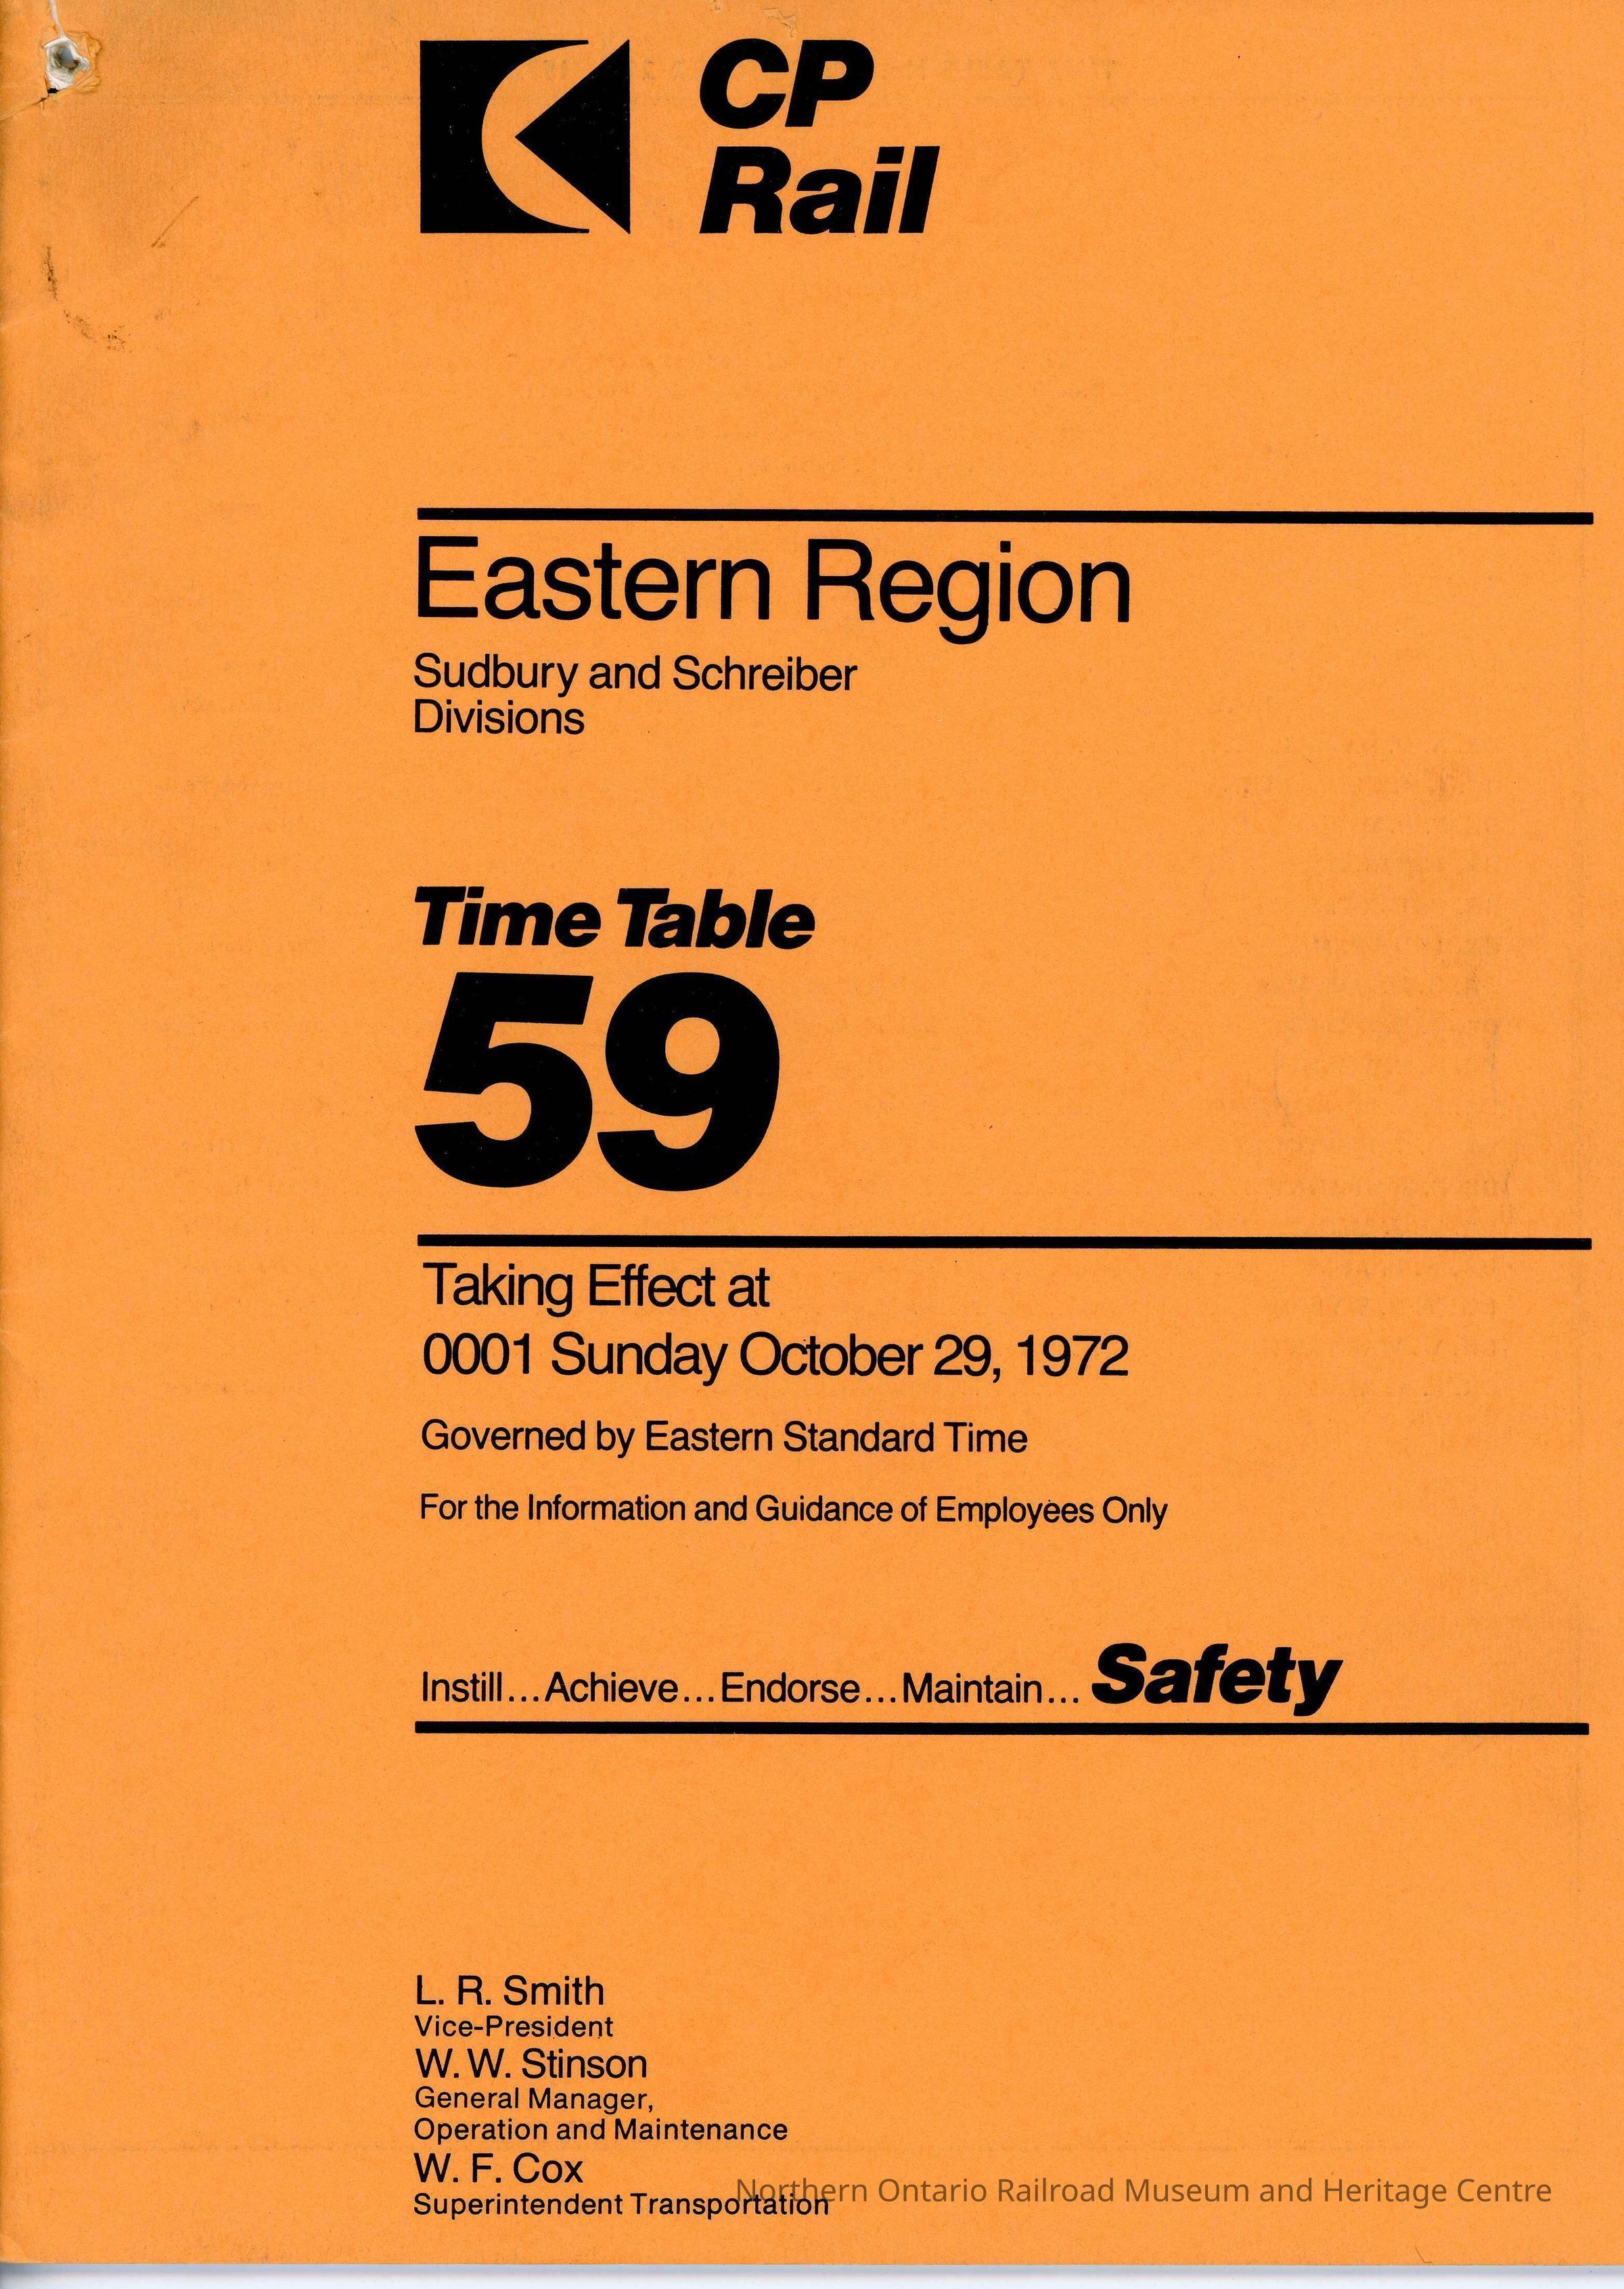 CP
Rail
Eastern Region
Sudbury and Schreiber
Divisions
Time Table
59
Taking Effect at
0001 Sunday October 29, 1972
Governed by Eastern Standard Time
For the Information and Guidance of Employees Only
Instill...Achieve...Endorse...Maintain...Safety
L. R. Smith
Vice-President
W. W. Stinson
General Manager,
Operation and Maintenance
W. F. Cox
Superintendent Transportation
Northern Ontario Railroad Museum and Heritage Centre